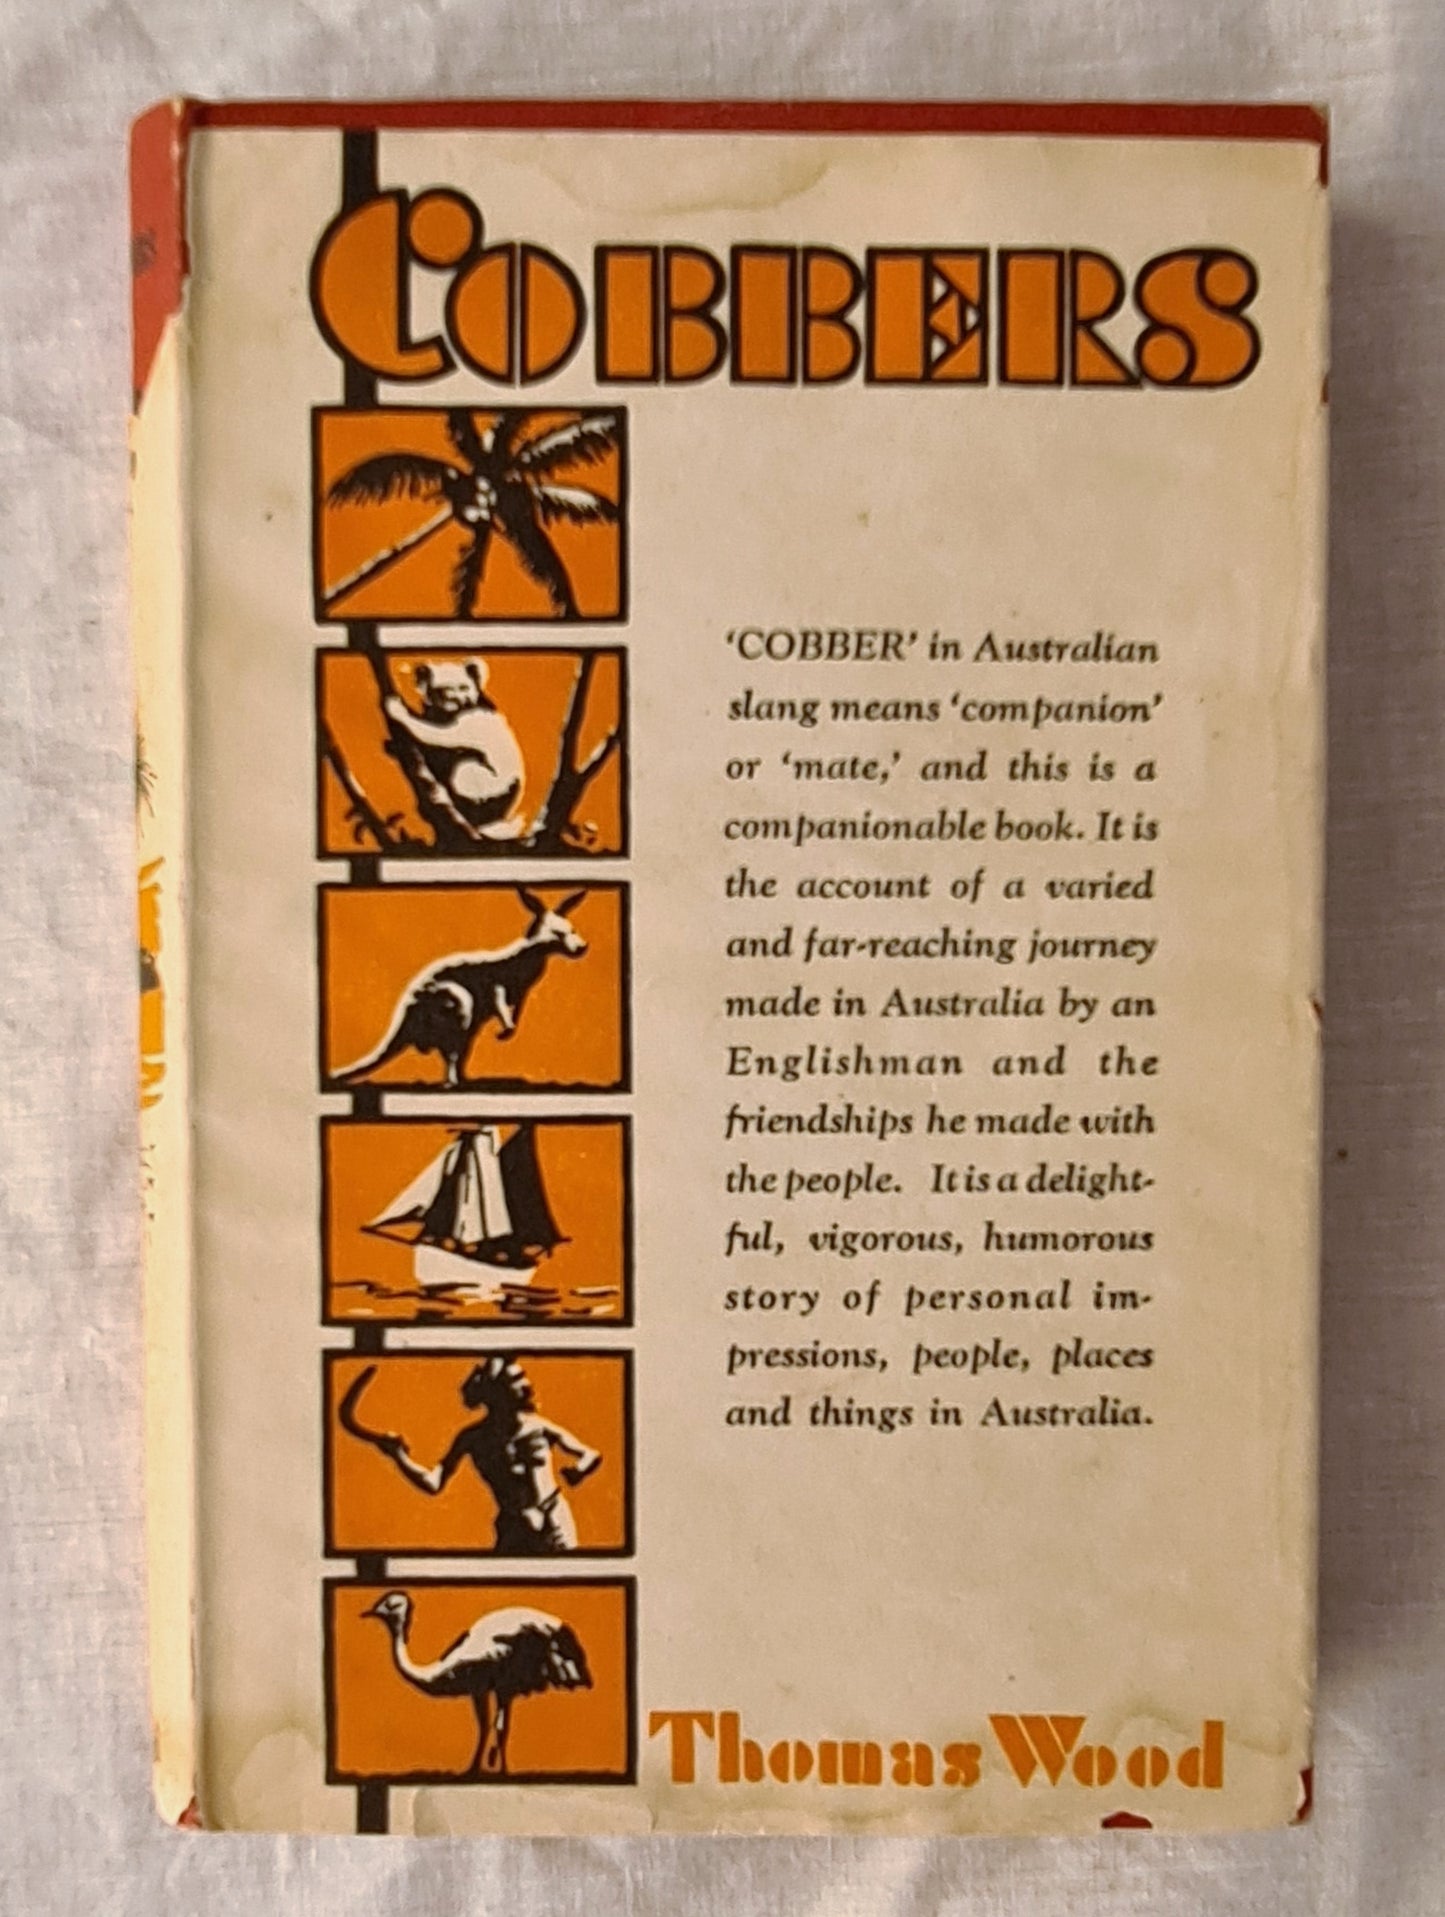 COBBERS
‘COBBER’ in Australian
slang means ‘companion’
or ‘mate,’ and this is a
companionable book. It is
the account of a varied
and far-reaching journey
made in Australia by an
Englishman and the
friendships he made with
the people. It is a delight-
ful, vigorous, humorous
story of personal im-
pressions, people, places
and things in Australia.
Thomas Wood